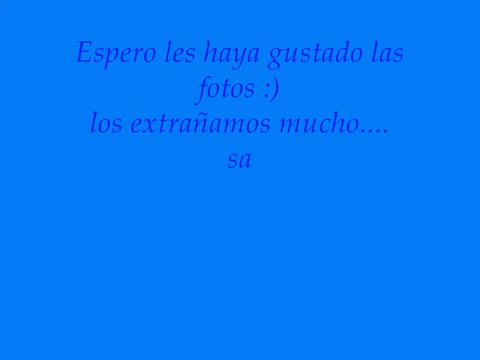 Espero les haya gustado las
fotos :)
los extrañamos mucho....
sa